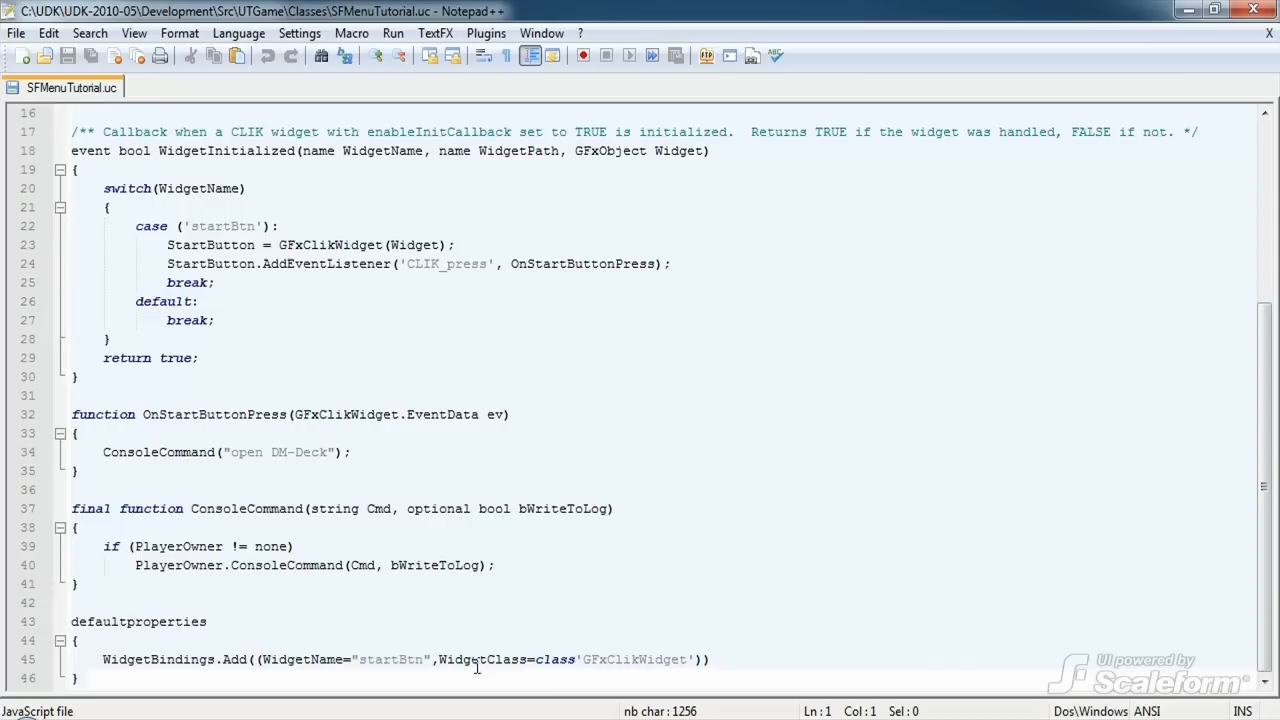 C:\UDK\UDK-2010-05\Development\Src\UTGame\Classes\SFMenuTutorial.uc - Notepad++
File Edit Search View Format Language Settings Macro Run TextFX Plugins Window ? X
SFMenuTutorial.uc
16
17 /** Callback when a CLIK widget with enableInitCallback set to TRUE is initialized.  Returns TRUE if the widget was handled, FALSE if not. */
18 event bool WidgetInitialized(name WidgetName, name WidgetPath, GFxObject Widget)
19 {
20 switch(WidgetName)
21 {
22 case ('startBtn'):
23 StartButton = GFxClikWidget(Widget);
24 StartButton.AddEventListener('CLIK_press', OnStartButtonPress);
25 break;
26 default:
27 break;
28 }
29 return true;
30 }
31
32 function OnStartButtonPress(GFxClikWidget.EventData ev)
33 {
34 ConsoleCommand("open DM-Deck");
35 }
36
37 final function ConsoleCommand(string Cmd, optional bool bWriteToLog)
38 {
39 if (PlayerOwner != none)
40 PlayerOwner.ConsoleCommand(Cmd, bWriteToLog);
41 }
42
43 defaultproperties
44 {
45 WidgetBindings.Add((WidgetName="startBtn",WidgetClass=class'GFxClikWidget'))
46 }
UI powered by
Scaleform
JavaScript file nb char : 1256 Ln : 1 Col : 1 Sel : 0 Dos\Windows ANSI INS